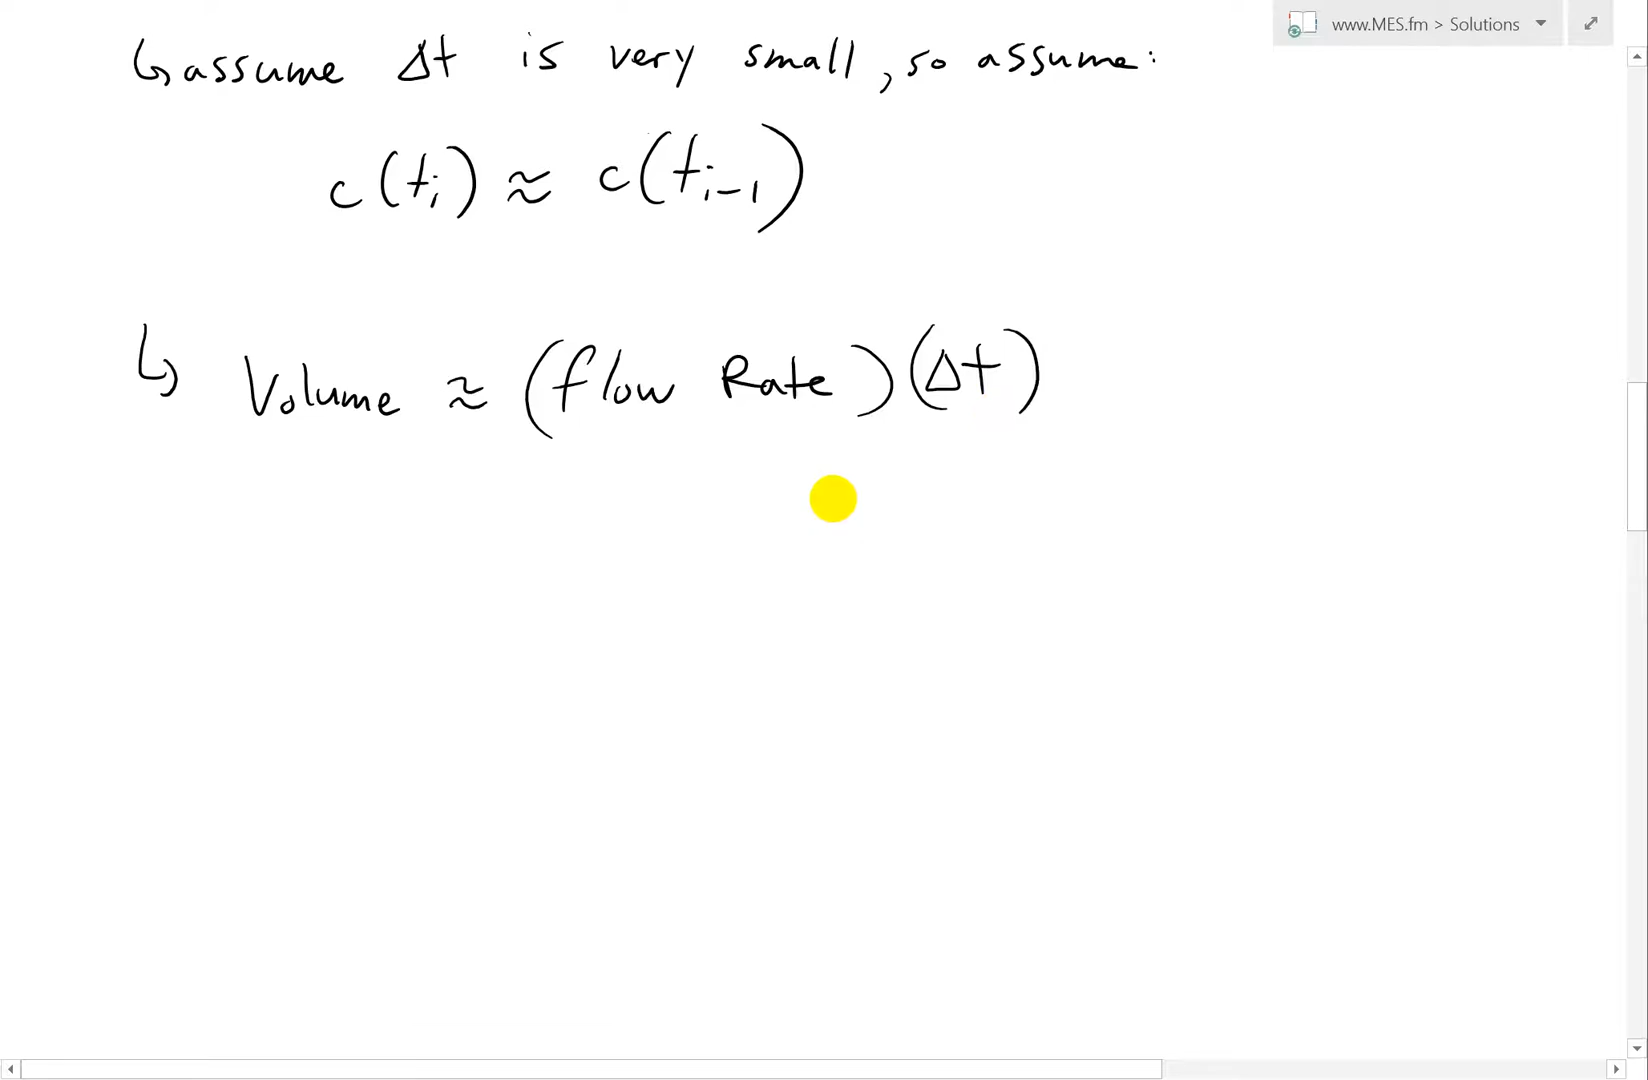 www.MES.fm > Solutions
↳ assume Δt is very small, so assume:
c(tᵢ) ≈ c(tᵢ₋₁)
↳ Volume ≈ (flow Rate)(Δt)